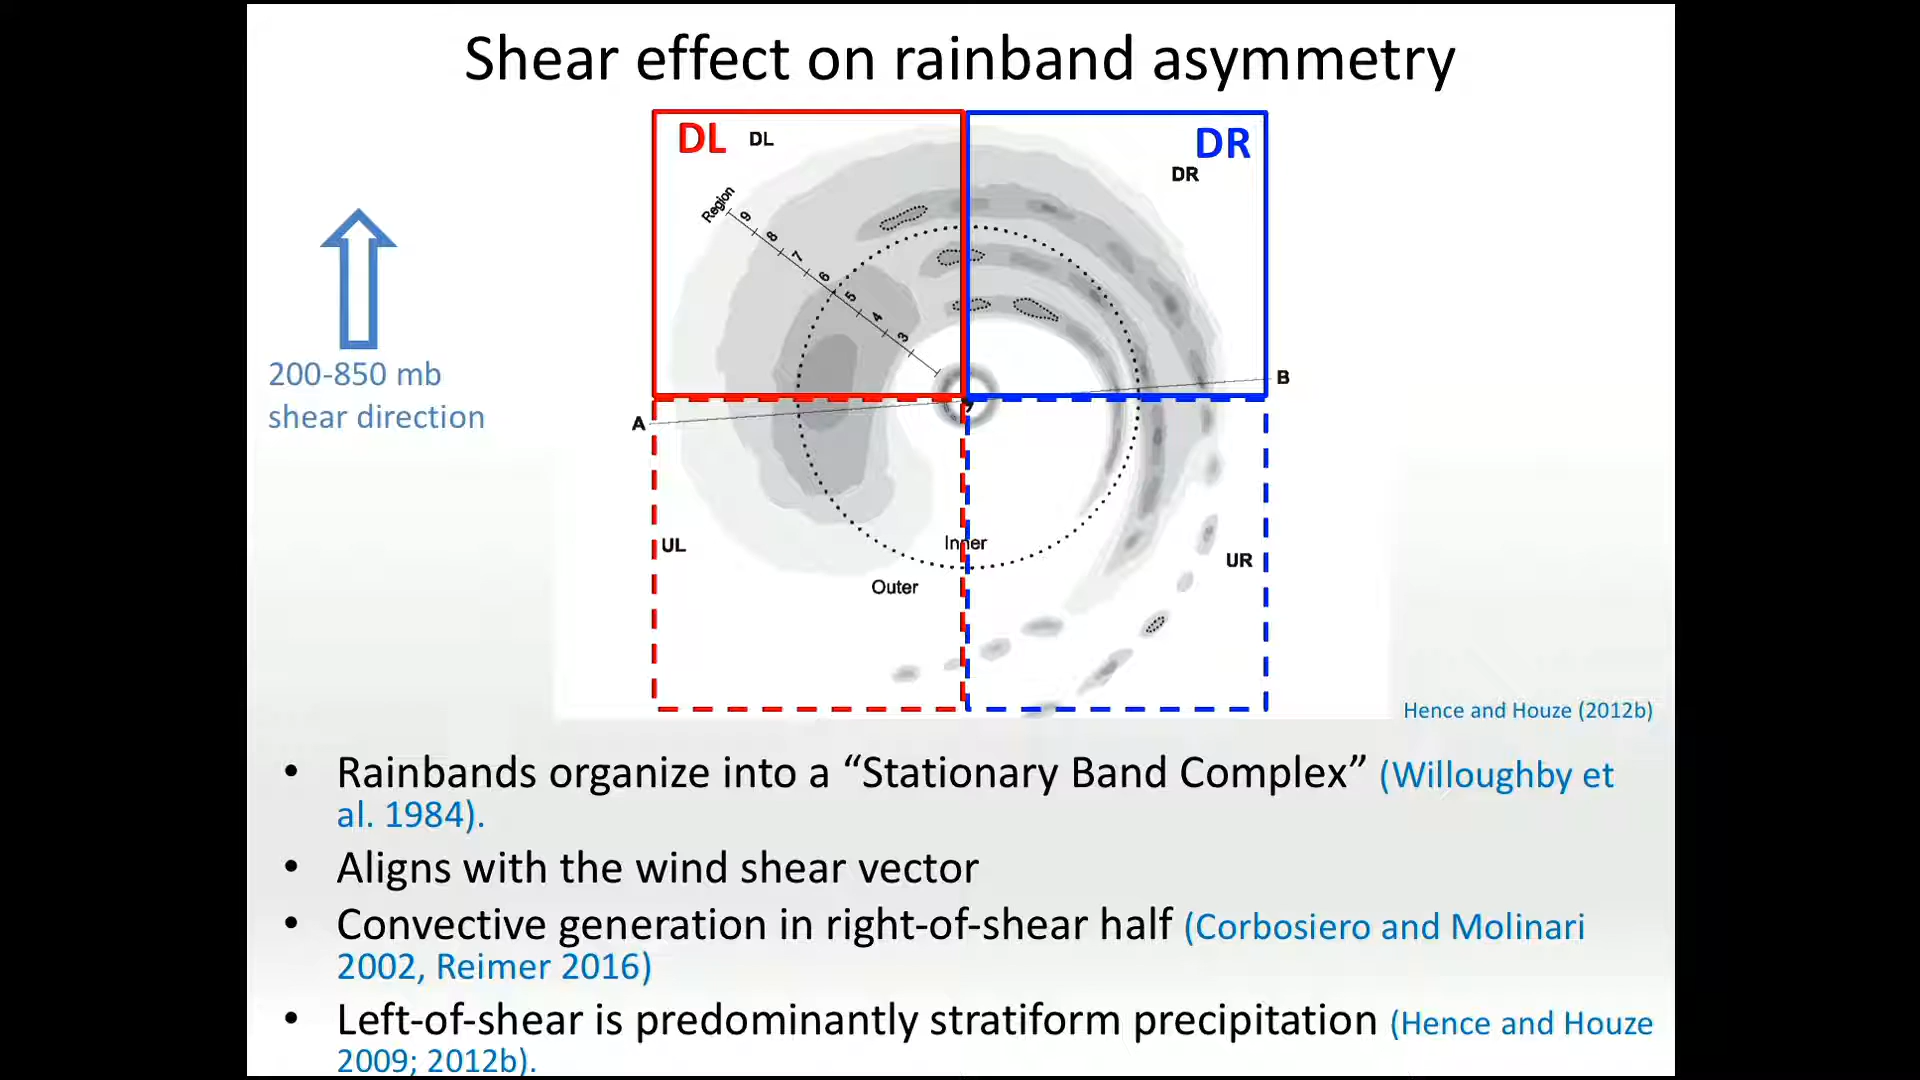 Shear effect on rainband asymmetry
DL
DL
DR
DR
Region
9
8
7
6
5
4
3
200-850 mb
shear direction
A
B
UL
UR
Inner
Outer
Hence and Houze (2012b)
• Rainbands organize into a “Stationary Band Complex” (Willoughby et
al. 1984).
• Aligns with the wind shear vector
• Convective generation in right-of-shear half (Corbosiero and Molinari
2002, Reimer 2016)
• Left-of-shear is predominantly stratiform precipitation (Hence and Houze
2009; 2012b).